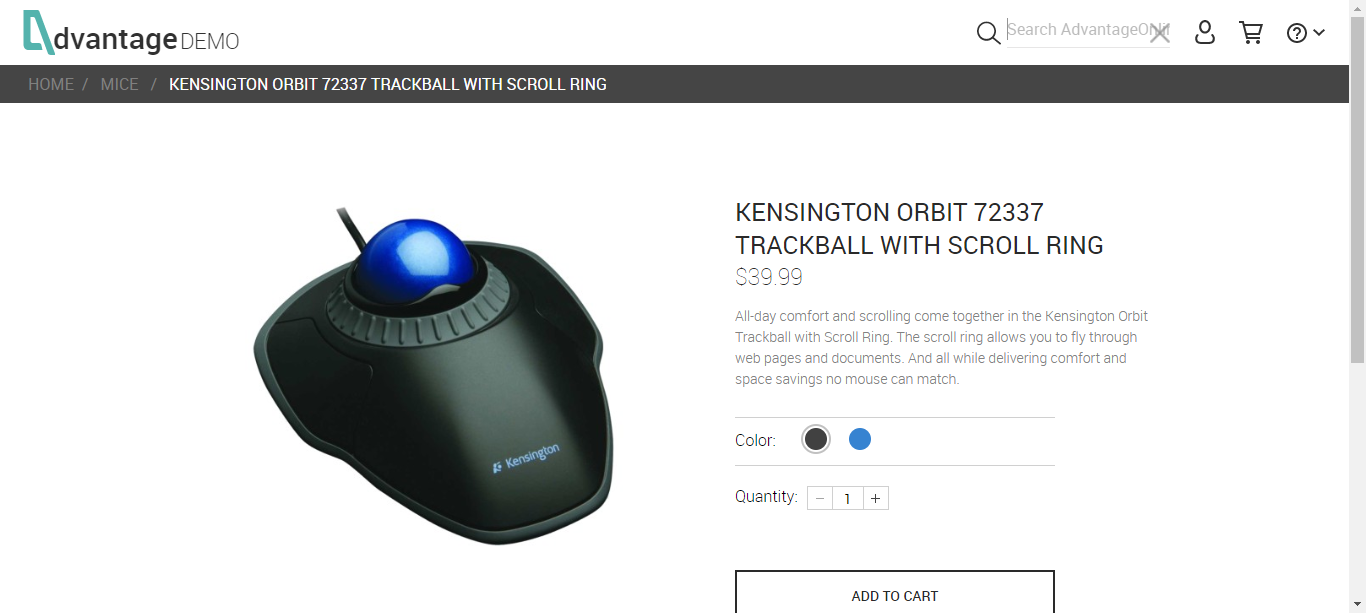 dvantage DEMO
Search AdvantageOnli
HOME / MICE / KENSINGTON ORBIT 72337 TRACKBALL WITH SCROLL RING
KENSINGTON ORBIT 72337
TRACKBALL WITH SCROLL RING
$39.99
All-day comfort and scrolling come together in the Kensington Orbit
Trackball with Scroll Ring. The scroll ring allows you to fly through
web pages and documents. And all while delivering comfort and
space savings no mouse can match.
Color:
Kensington
Quantity: − 1 +
ADD TO CART